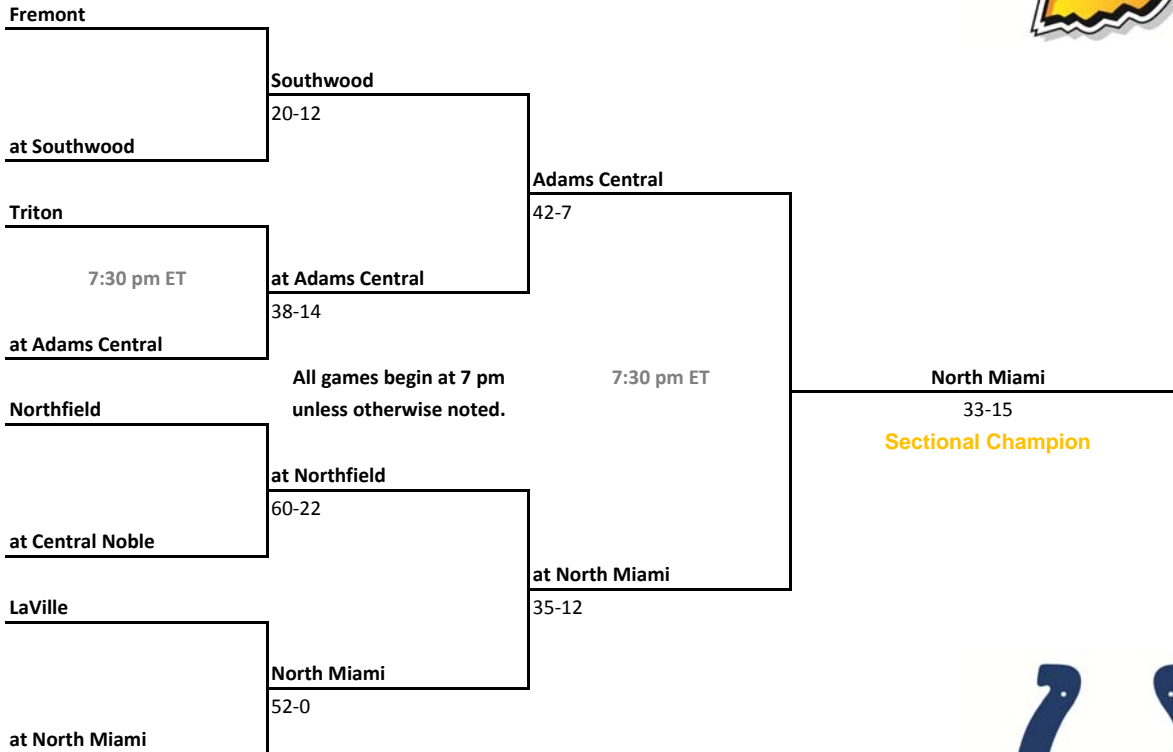 Fremont
Southwood
20-12
at Southwood
Adams Central
Triton
42-7
7:30 pm ET
at Adams Central
38-14
at Adams Central
All games begin at 7 pm
7:30 pm ET
North Miami
Northfield
unless otherwise noted.
33-15
Sectional Champion
at Northfield
60-22
at Central Noble
at North Miami
LaVille
35-12
North Miami
52-0
at North Miami